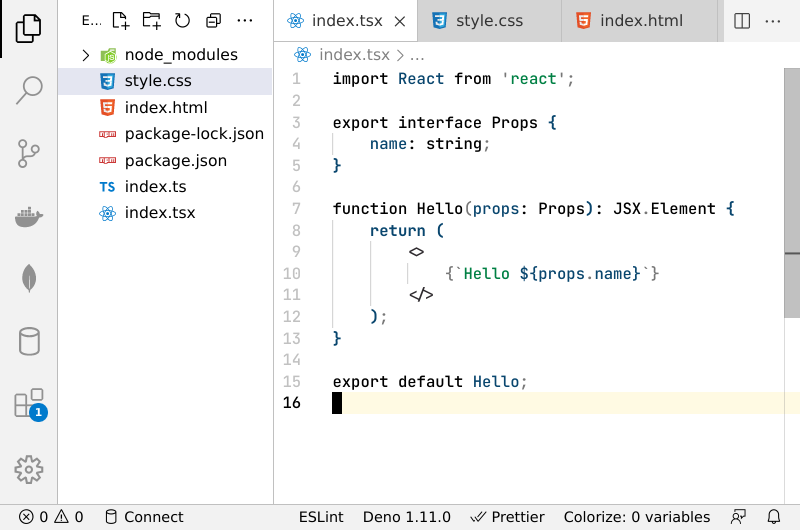 E...
index.tsx
style.css
index.html
index.tsx > ...
node_modules
style.css
index.html
package-lock.json
package.json
TS index.ts
index.tsx
1 import React from 'react';
2
3 export interface Props {
4 name: string;
5 }
6
7 function Hello(props: Props): JSX.Element {
8 return (
9 <>
10 {`Hello ${props.name}`}
11 </>
12 );
13 }
14
15 export default Hello;
16
1
0 0 Connect ESLint Deno 1.11.0 Prettier Colorize: 0 variables